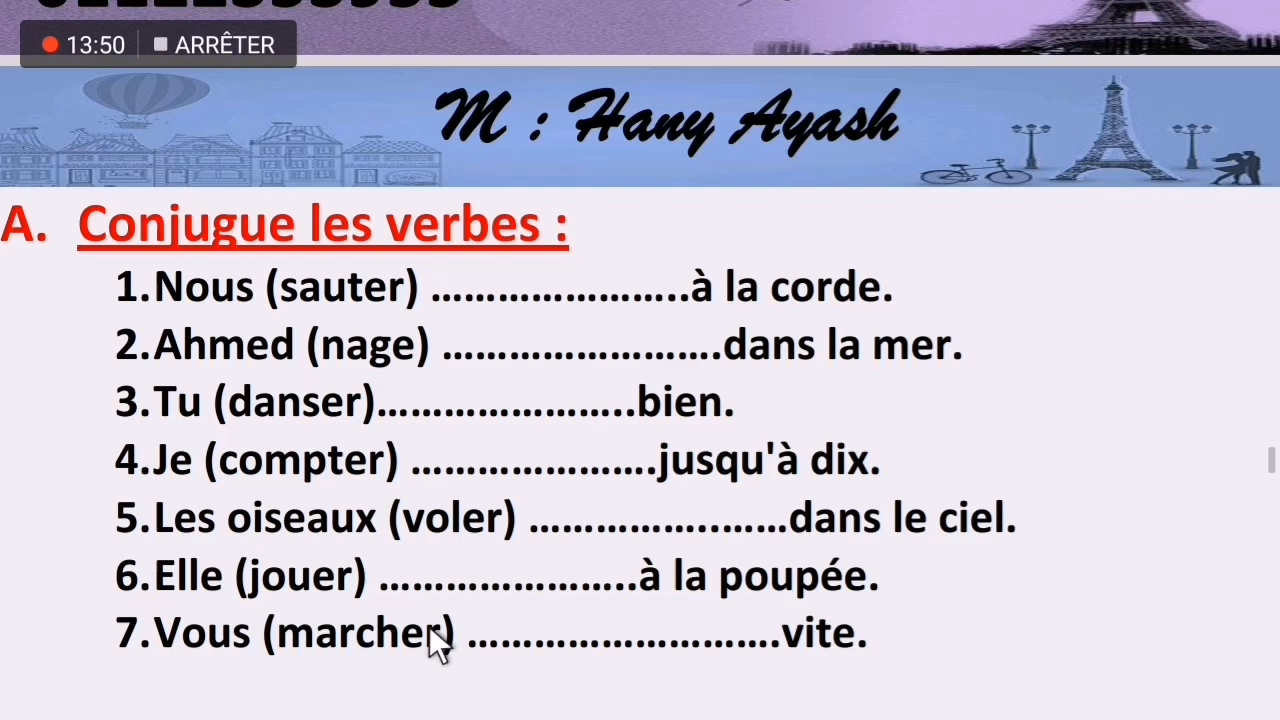 13:50 ARRÊTER
M : Hany Ayash
A. Conjugue les verbes :
1.Nous (sauter) …………………..à la corde.
2.Ahmed (nage) …………………….dans la mer.
3.Tu (danser)…………………..bien.
4.Je (compter) ………………….jusqu'à dix.
5.Les oiseaux (voler) ……………..……dans le ciel.
6.Elle (jouer) …………………..à la poupée.
7.Vous (marcher) ……………………….vite.